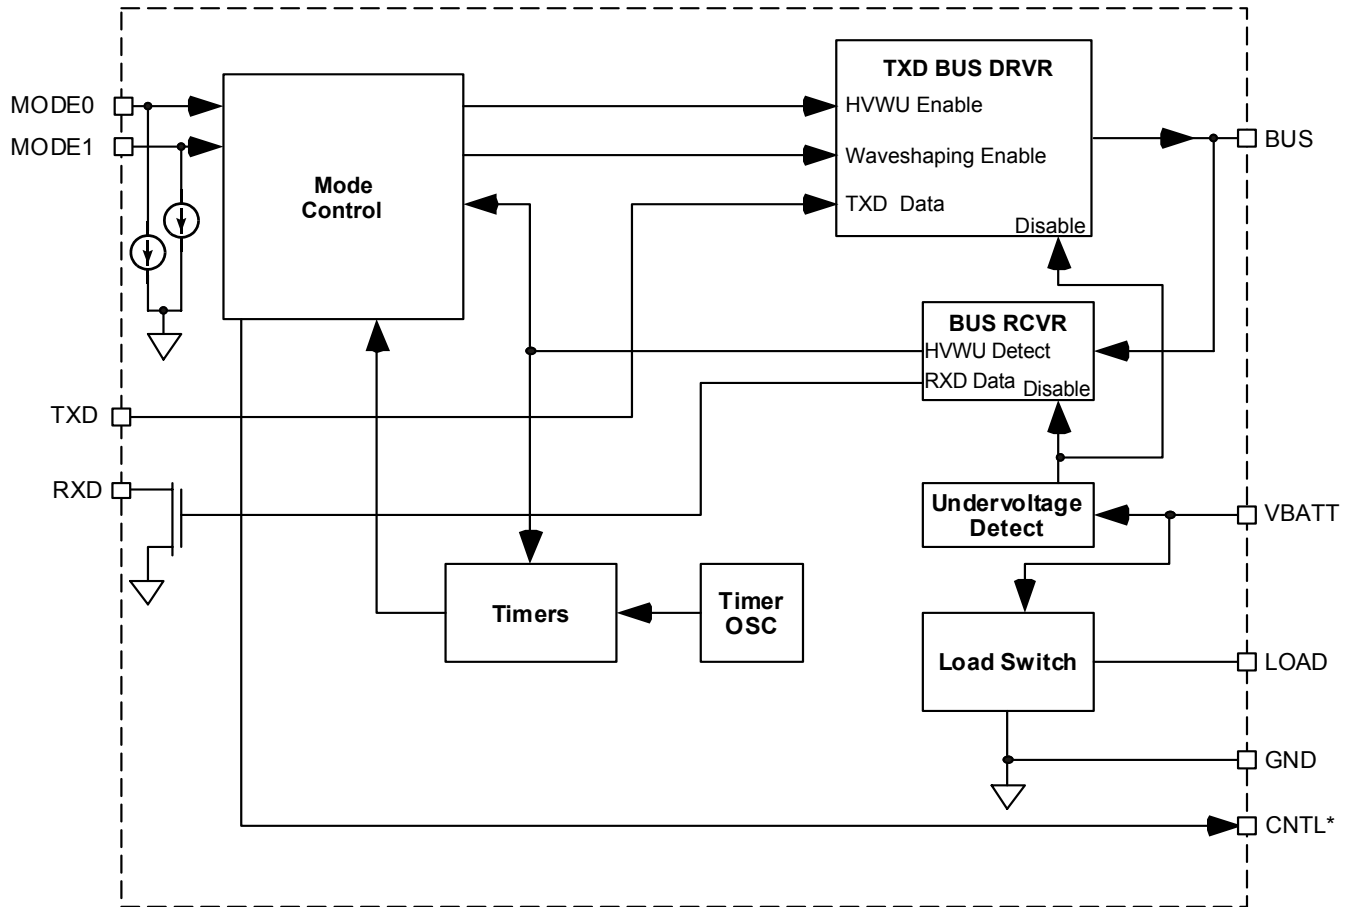 MODE0
MODE1
Mode
Control
TXD BUS DRVR
HVWU Enable
Waveshaping Enable
TXD Data
Disable
BUS
BUS RCVR
HVWU Detect
RXD Data
Disable
TXD
RXD
Undervoltage
Detect
VBATT
Timers
Timer
OSC
Load Switch
LOAD
GND
CNTL*